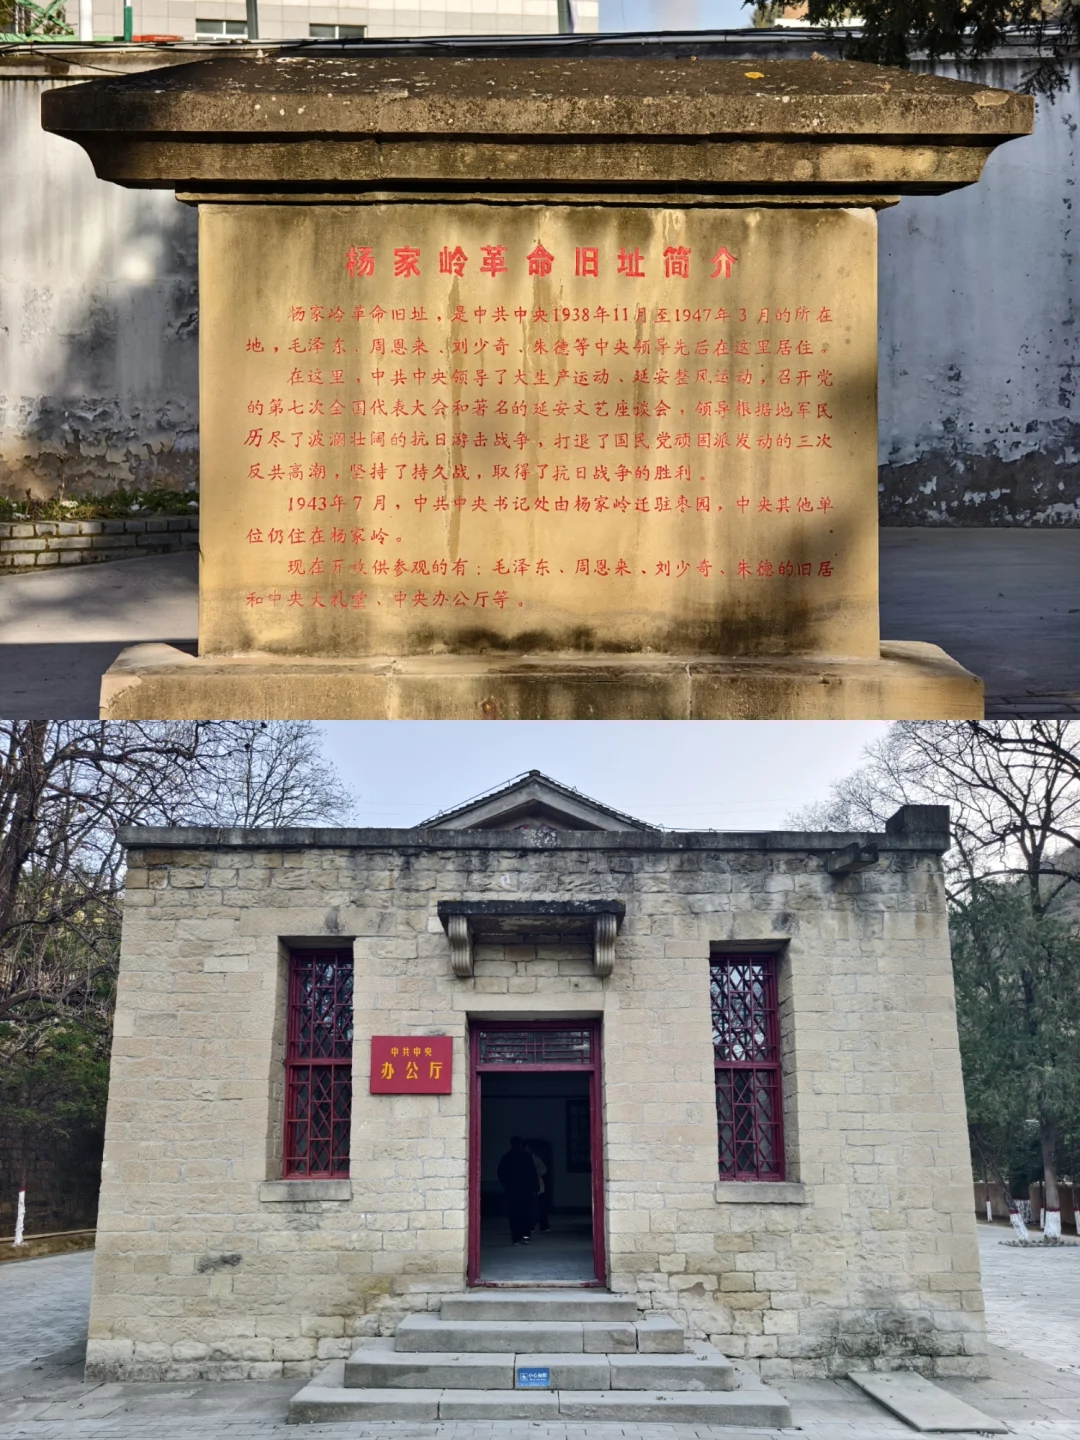 杨家岭革命旧址简介
杨家岭革命旧址，是中共中央1938年11月至1947年3月的所在
地，毛泽东、周恩来、刘少奇、朱德等中央领导先后在这里居住。
在这里，中共中央领导了大生产运动、延安整风运动，召开党
的第七次全国代表大会和著名的延安文艺座谈会，领导根据地军民
历尽了波澜壮阔的抗日游击战争，打退了国民党顽固派发动的三次
反共高潮，坚持了持久战，取得了抗日战争的胜利。
1943年7月，中共中央书记处由杨家岭迁驻枣园，中央其他单
位仍住在杨家岭。
现在开放供参观的有：毛泽东、周恩来、刘少奇、朱德的旧居
和中央大礼堂、中央办公厅等。
中共中央
办公厅
小心台阶